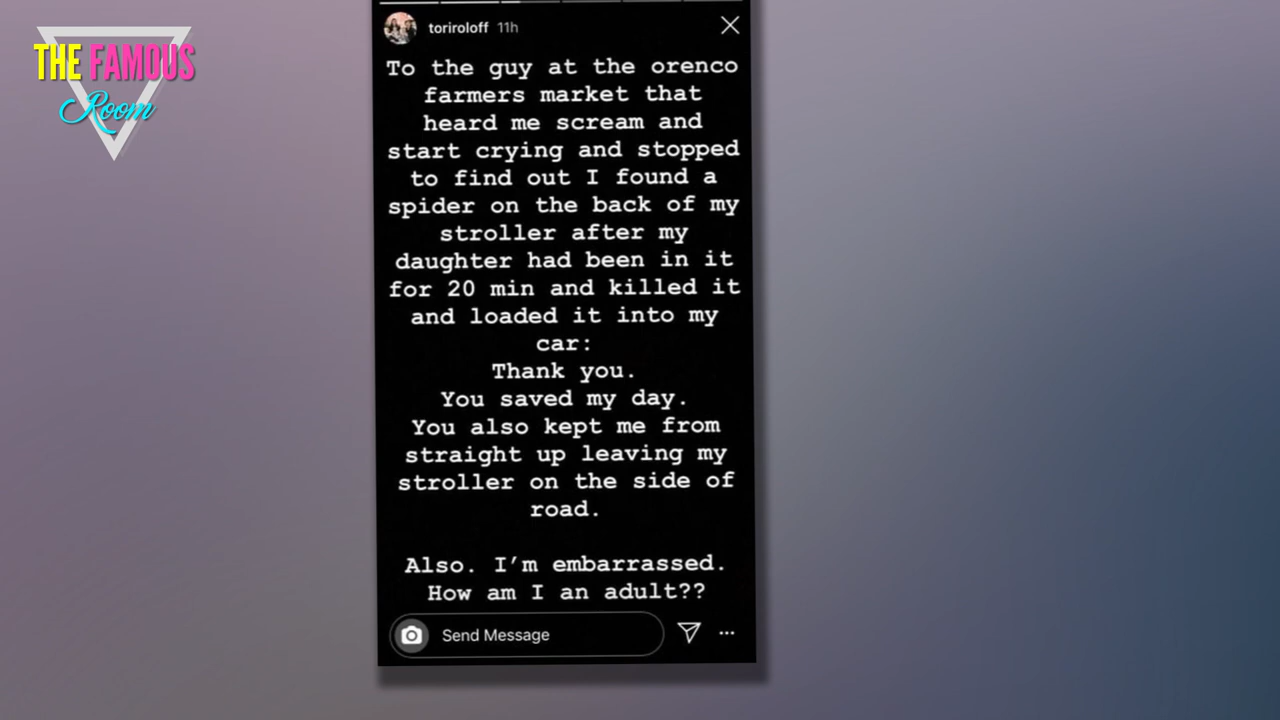 THE FAMOUS
Room
toriroloff 11h
To the guy at the orenco
farmers market that
heard me scream and
start crying and stopped
to find out I found a
spider on the back of my
stroller after my
daughter had been in it
for 20 min and killed it
and loaded it into my
car:
Thank you.
You saved my day.
You also kept me from
straight up leaving my
stroller on the side of
road.
Also. I’m embarrassed.
How am I an adult??
Send Message